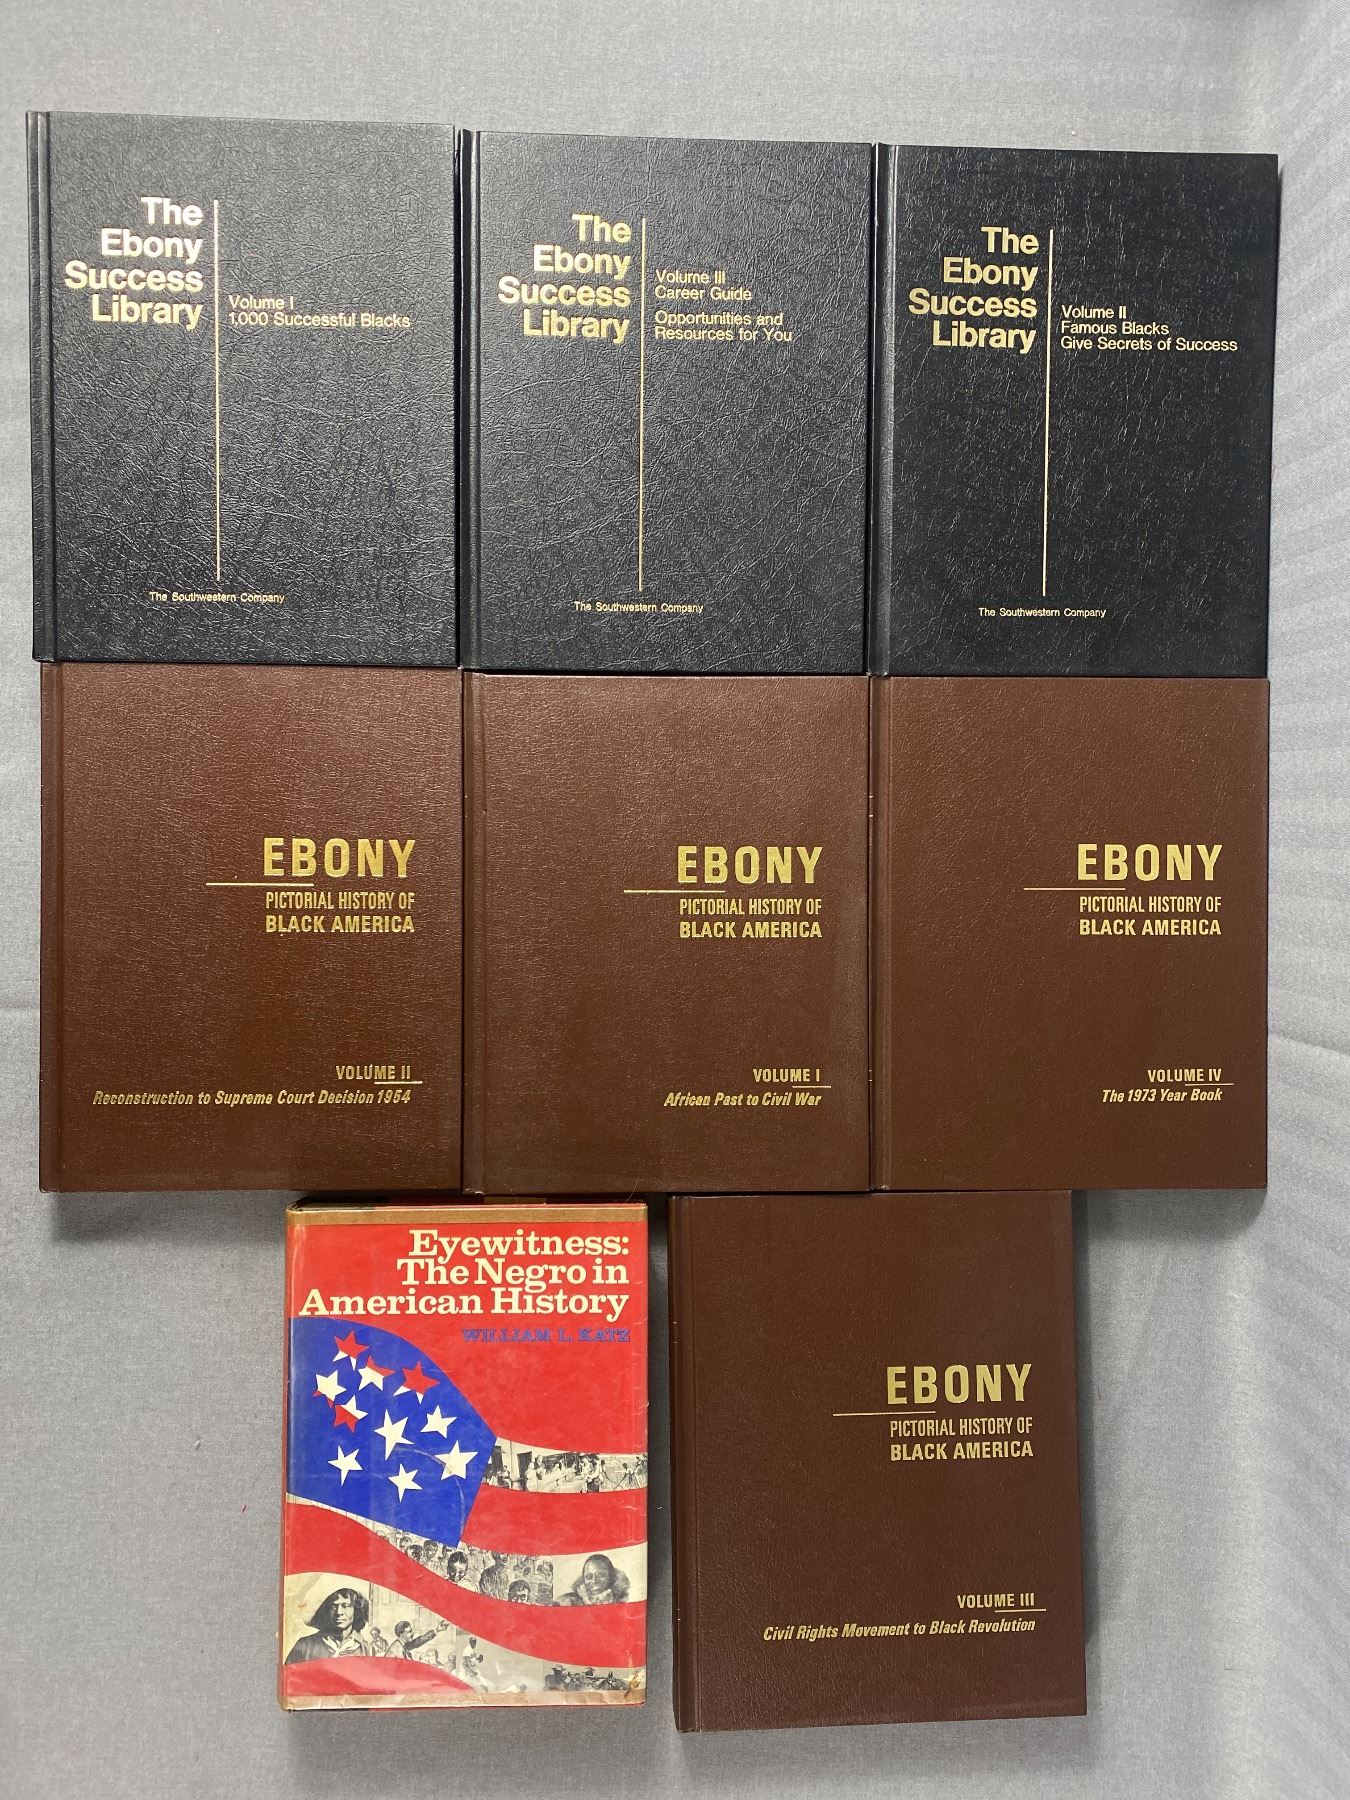 The
Ebony
Success
Library
Volume I
1,000 Successful Blacks
The Southwestern Company
The
Ebony
Success
Library
Volume III
Career Guide
Opportunities and
Resources for You
The Southwestern Company
The
Ebony
Success
Library
Volume II
Famous Blacks
Give Secrets of Success
The Southwestern Company
EBONY
PICTORIAL HISTORY OF
BLACK AMERICA
VOLUME II
Reconstruction to Supreme Court Decision 1954
EBONY
PICTORIAL HISTORY OF
BLACK AMERICA
VOLUME I
African Past to Civil War
EBONY
PICTORIAL HISTORY OF
BLACK AMERICA
VOLUME IV
The 1973 Year Book
Eyewitness:
The Negro in
American History
WILLIAM L. KATZ
EBONY
PICTORIAL HISTORY OF
BLACK AMERICA
VOLUME III
Civil Rights Movement to Black Revolution